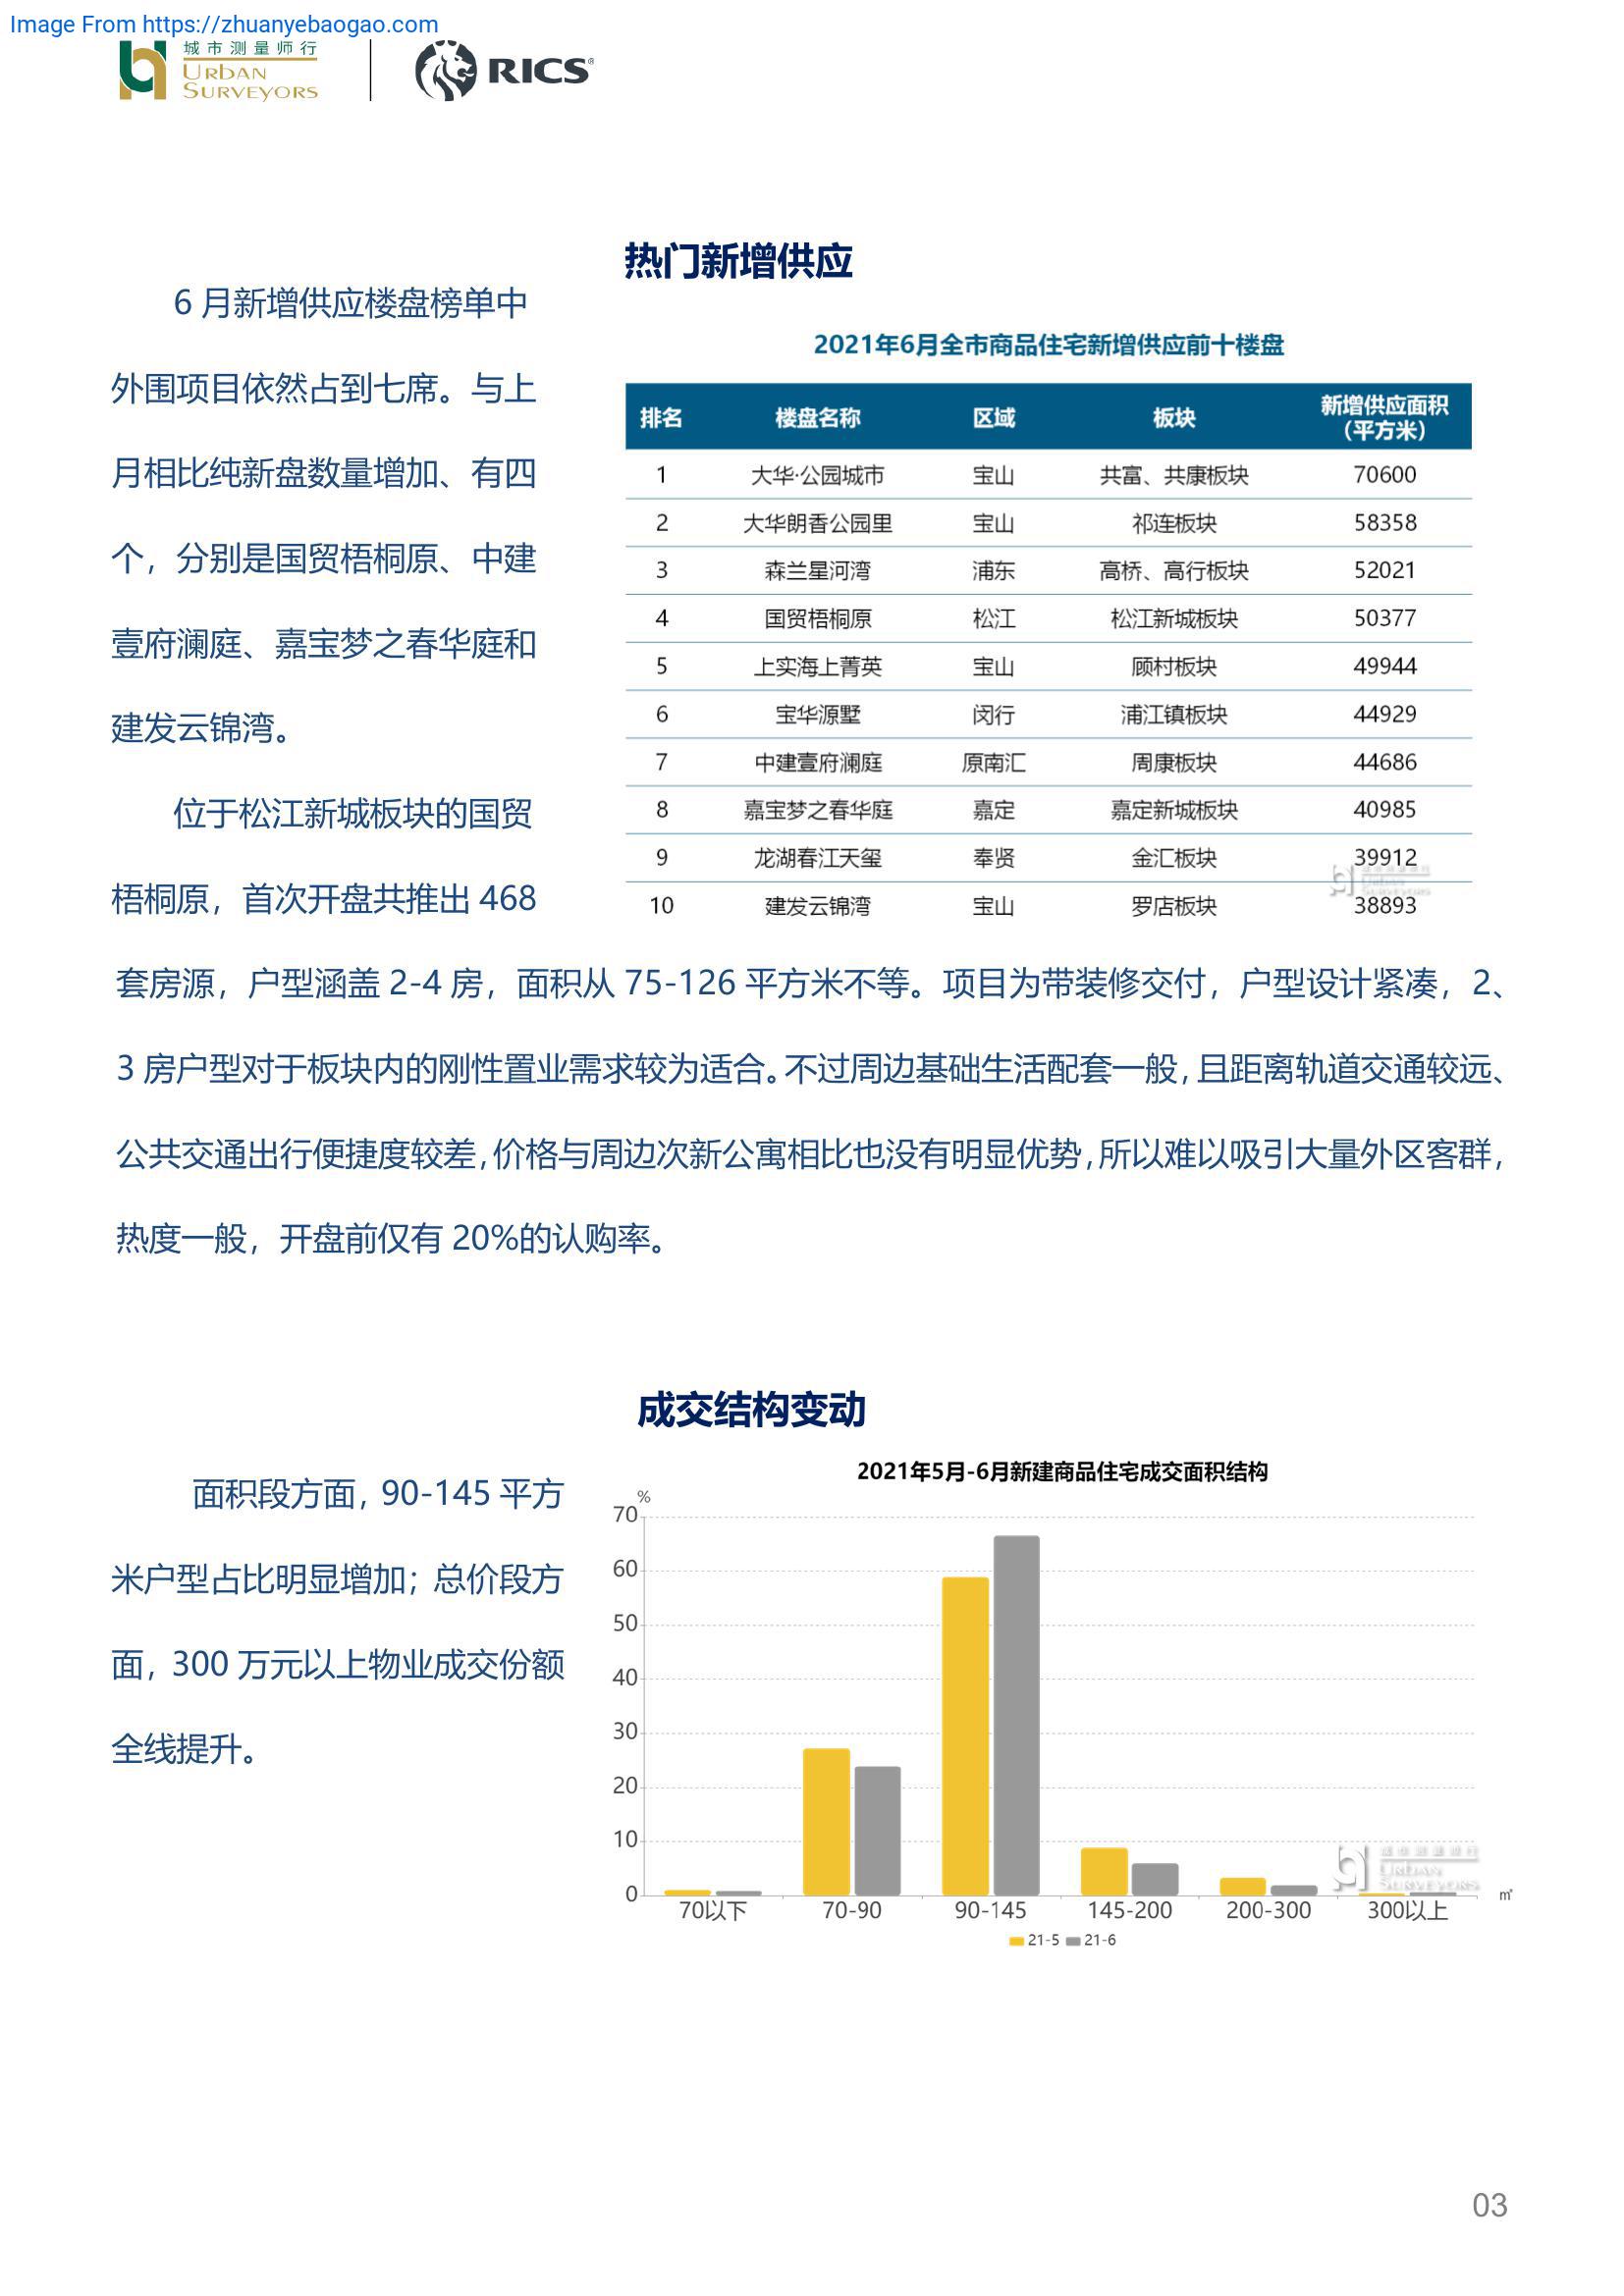 Image From https://zhuanyebaogao.com
城市测量师行
URBAN
SURVEYORS
RICS®
热门新增供应
6 月新增供应楼盘榜单中
外围项目依然占到七席。与上
月相比纯新盘数量增加、有四
个，分别是国贸梧桐原、中建
壹府澜庭、嘉宝梦之春华庭和
建发云锦湾。
位于松江新城板块的国贸
梧桐原，首次开盘共推出 468
2021年6月全市商品住宅新增供应前十楼盘
排名 楼盘名称 区域 板块 新增供应面积（平方米）
1 大华·公园城市 宝山 共富、共康板块 70600
2 大华朗香公园里 宝山 祁连板块 58358
3 森兰星河湾 浦东 高桥、高行板块 52021
4 国贸梧桐原 松江 松江新城板块 50377
5 上实海上菁英 宝山 顾村板块 49944
6 宝华源墅 闵行 浦江镇板块 44929
7 中建壹府澜庭 原南汇 周康板块 44686
8 嘉宝梦之春华庭 嘉定 嘉定新城板块 40985
9 龙湖春江天玺 奉贤 金汇板块 39912
10 建发云锦湾 宝山 罗店板块 38893
套房源，户型涵盖 2-4 房，面积从 75-126 平方米不等。项目为带装修交付，户型设计紧凑，2、
3 房户型对于板块内的刚性置业需求较为适合。不过周边基础生活配套一般，且距离轨道交通较远、
公共交通出行便捷度较差，价格与周边次新公寓相比也没有明显优势，所以难以吸引大量外区客群，
热度一般，开盘前仅有 20%的认购率。
成交结构变动
面积段方面，90-145 平方
米户型占比明显增加；总价段方
面，300 万元以上物业成交份额
全线提升。
2021年5月-6月新建商品住宅成交面积结构
%
70
60
50
40
30
20
10
0
70以下 70-90 90-145 145-200 200-300 300以上 ㎡
21-5 21-6
城市测量师行
URBAN
SURVEYORS
03